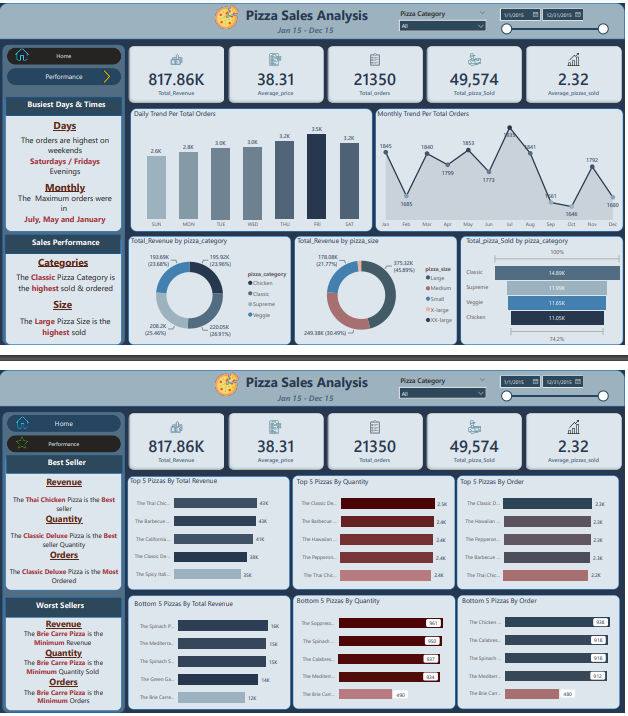 Pizza Sales Analysis
Jan 15 - Dec 15
Pizza Category
All
1/1/2015
12/31/2015
Home
Performance
Busiest Days & Times
Days
The orders are highest on
weekends
Saturdays / Fridays
Evenings
Monthly
The Maximum orders were
in
July, May and January
Sales Performance
Categories
The Classic Pizza Category is
the highest sold & ordered
Size
The Large Pizza Size is the
highest sold
817.86K
Total_Revenue
38.31
Average_price
21350
Total_orders
49,574
Total_pizza_Sold
2.32
Average_pizzas_sold
Daily Trend Per Total Orders
2.6K
2.8K
3.0K
3.0K
3.2K
3.5K
3.2K
SUN
MON
TUE
WED
THU
FRI
SAT
Monthly Trend Per Total Orders
1845
1685
1840
1799
1853
1773
1935
1841
1661
1646
1792
1680
Jan
Feb
Mar
Apr
May
Jun
Jul
Aug
Sep
Oct
Nov
Dec
Total_Revenue by pizza_category
193.69K
(23.68%)
195.92K
(23.96%)
208.2K
(25.46%)
220.05K
(26.91%)
pizza_category
Chicken
Classic
Supreme
Veggie
Total_Revenue by pizza_size
178.08K
(21.77%)
375.32K
(45.89%)
249.38K (30.49%)
pizza_size
Large
Medium
Small
X-large
XX-large
Total_pizza_Sold by pizza_category
100%
Classic
14.89K
Supreme
11.99K
Veggie
11.65K
Chicken
11.05K
74.2%
Pizza Sales Analysis
Jan 15 - Dec 15
Pizza Category
All
1/1/2015
12/31/2015
Home
Performance
Best Seller
Revenue
The Thai Chicken Pizza is the Best
seller
Quantity
The Classic Deluxe Pizza is the Best
seller Quantity
Orders
The Classic Deluxe Pizza is the Most
Ordered
Worst Sellers
Revenue
The Brie Carre Pizza is the
Minimum Revenue
Quantity
The Brie Carre Pizza is the
Minimum Quantity Sold
Orders
The Brie Carre Pizza is the
Minimum Orders
817.86K
Total_Revenue
38.31
Average_price
21350
Total_orders
49,574
Total_pizza_Sold
2.32
Average_pizzas_sold
Top 5 Pizzas By Total Revenue
The Thai Chic... 43K
The Barbecue ... 43K
The California... 41K
The Classic De... 38K
The Spicy Ital... 35K
Top 5 Pizzas By Quantity
The Classic De... 2.5K
The Barbecue ... 2.4K
The Hawaiian ... 2.4K
The Pepperon... 2.4K
The Thai Chic... 2.4K
Top 5 Pizzas By Order
The Classic D... 2.3K
The Hawaiian ... 2.3K
The Pepperon... 2.3K
The Barbecue ... 2.3K
The Thai Chic... 2.2K
Bottom 5 Pizzas By Total Revenue
The Spinach P... 16K
The Mediterra... 15K
The Spinach S... 15K
The Green Ga... 14K
The Brie Carre... 12K
Bottom 5 Pizzas By Quantity
The Soppress... 961
The Spinach ... 950
The Calabres... 937
The Mediterr... 934
The Brie Carr... 490
Bottom 5 Pizzas By Order
The Chicken ... 938
The Calabres... 918
The Spinach ... 918
The Mediterr... 912
The Brie Carr... 480